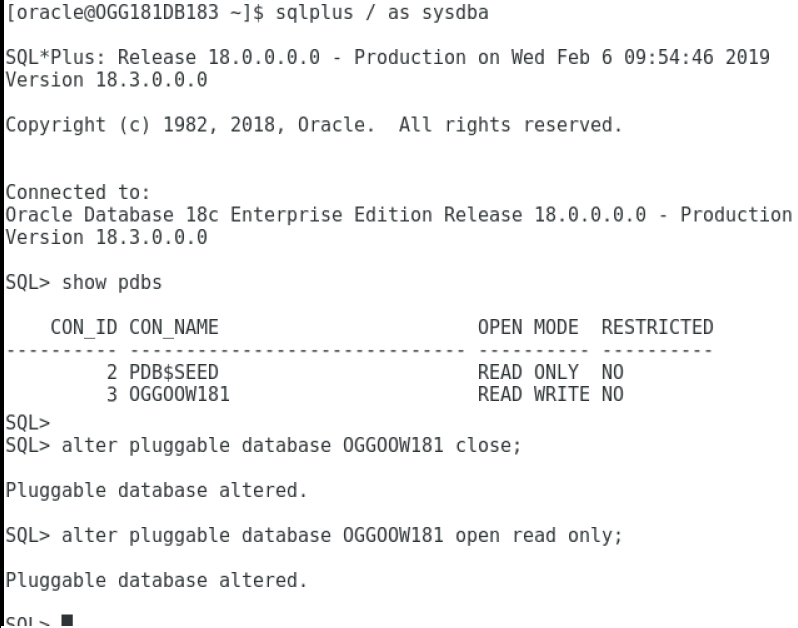 [oracle@OGG181DB183 ~]$ sqlplus / as sysdba
SQL*Plus: Release 18.0.0.0.0 - Production on Wed Feb 6 09:54:46 2019
Version 18.3.0.0.0
Copyright (c) 1982, 2018, Oracle.  All rights reserved.
Connected to:
Oracle Database 18c Enterprise Edition Release 18.0.0.0.0 - Production
Version 18.3.0.0.0
SQL> show pdbs
    CON_ID CON_NAME                       OPEN MODE  RESTRICTED
---------- ------------------------------ ---------- ----------
         2 PDB$SEED                       READ ONLY  NO
         3 OGGOOW181                      READ WRITE NO
SQL>
SQL> alter pluggable database OGGOOW181 close;
Pluggable database altered.
SQL> alter pluggable database OGGOOW181 open read only;
Pluggable database altered.
SQL>